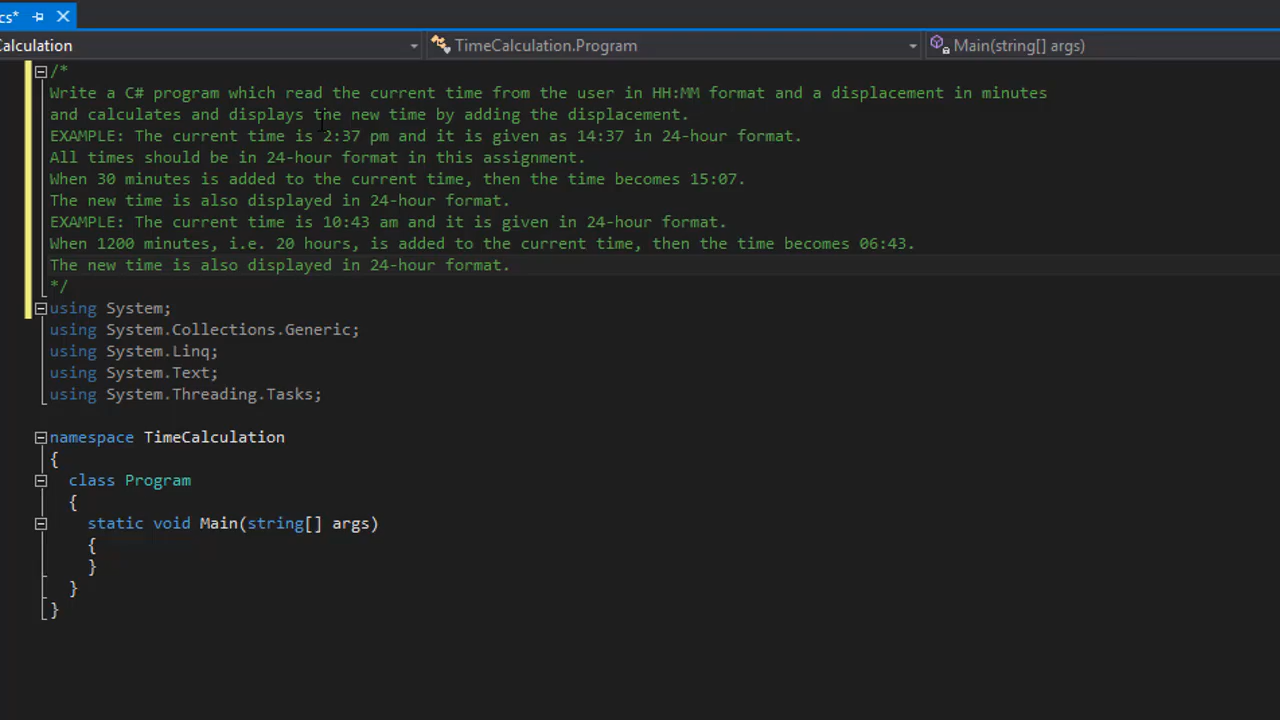 cs*
Calculation
TimeCalculation.Program
Main(string[] args)
/*
Write a C# program which read the current time from the user in HH:MM format and a displacement in minutes
and calculates and displays the new time by adding the displacement.
EXAMPLE: The current time is 2:37 pm and it is given as 14:37 in 24-hour format.
All times should be in 24-hour format in this assignment.
When 30 minutes is added to the current time, then the time becomes 15:07.
The new time is also displayed in 24-hour format.
EXAMPLE: The current time is 10:43 am and it is given in 24-hour format.
When 1200 minutes, i.e. 20 hours, is added to the current time, then the time becomes 06:43.
The new time is also displayed in 24-hour format.
*/
using System;
using System.Collections.Generic;
using System.Linq;
using System.Text;
using System.Threading.Tasks;
namespace TimeCalculation
{
class Program
{
static void Main(string[] args)
{
}
}
}